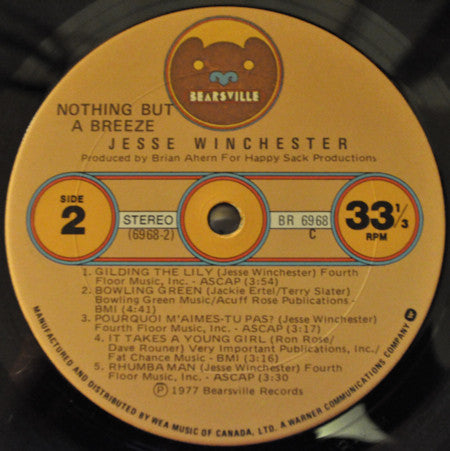 BEARSVILLE
NOTHING BUT
A BREEZE
JESSE WINCHESTER
Produced by Brian Ahern For Happy Sack Productions
SIDE
2
STEREO
(6968-2)
BR 6968
C
33 1/3
RPM
1. GILDING THE LILY (Jesse Winchester) Fourth
Floor Music, Inc. - ASCAP (3:54)
2. BOWLING GREEN (Jackie Ertel/Terry Slater)
Bowling Green Music/Acuff Rose Publications -
BMI (4:41)
3. POURQUOI M'AIMES-TU PAS? (Jesse Winchester)
Fourth Floor Music, Inc. - ASCAP (3:17)
4. IT TAKES A YOUNG GIRL (Ron Rose/
Dave Rouner) Very Important Publications, Inc./
Fat Chance Music - BMI (3:16)
5. RHUMBA MAN (Jesse Winchester) Fourth
Floor Music, Inc. - ASCAP (3:30
Ⓟ 1977 Bearsville Records
MANUFACTURED AND DISTRIBUTED BY WEA MUSIC OF CANADA, LTD. A WARNER COMMUNICATIONS COMPANY